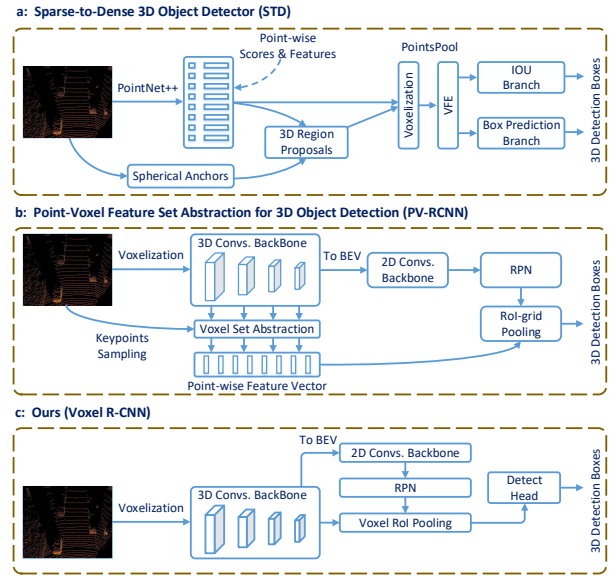 a: Sparse-to-Dense 3D Object Detector (STD)
Point-wise
Scores & Features
PointsPool
PointNet++
3D Region
Proposals
Spherical Anchors
Voxelization
VFE
IOU
Branch
Box Prediction
Branch
3D Detection Boxes
b: Point-Voxel Feature Set Abstraction for 3D Object Detection (PV-RCNN)
Voxelization
3D Convs. BackBone
To BEV
2D Convs.
Backbone
RPN
Keypoints
Sampling
Voxel Set Abstraction
RoI-grid
Pooling
Point-wise Feature Vector
3D Detection Boxes
c: Ours (Voxel R-CNN)
To BEV
2D Convs. Backbone
Voxelization
3D Convs. BackBone
RPN
Voxel RoI Pooling
Detect
Head
3D Detection Boxes